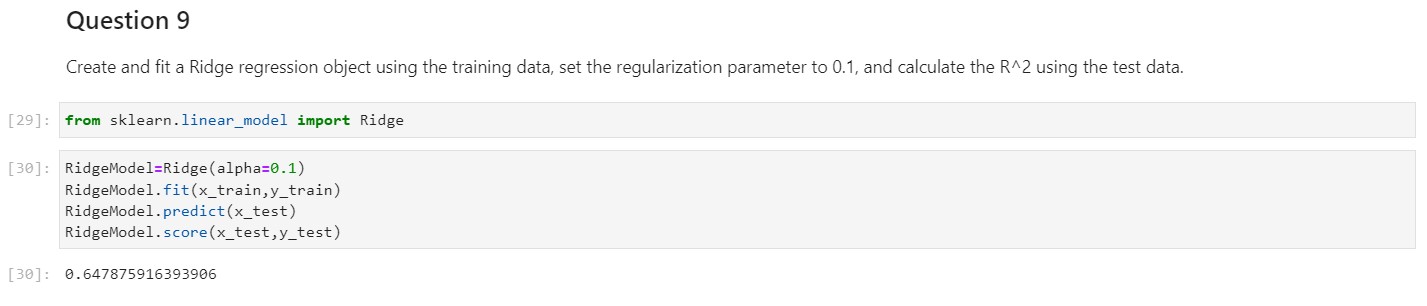 Question 9
Create and fit a Ridge regression object using the training data, set the regularization parameter to 0.1, and calculate the R^2 using the test data.
[29]: from sklearn.linear_model import Ridge
[30]: RidgeModel=Ridge(alpha=0.1)
RidgeModel.fit(x_train,y_train)
RidgeModel.predict(x_test)
RidgeModel.score(x_test,y_test)
[30]: 0.647875916393906